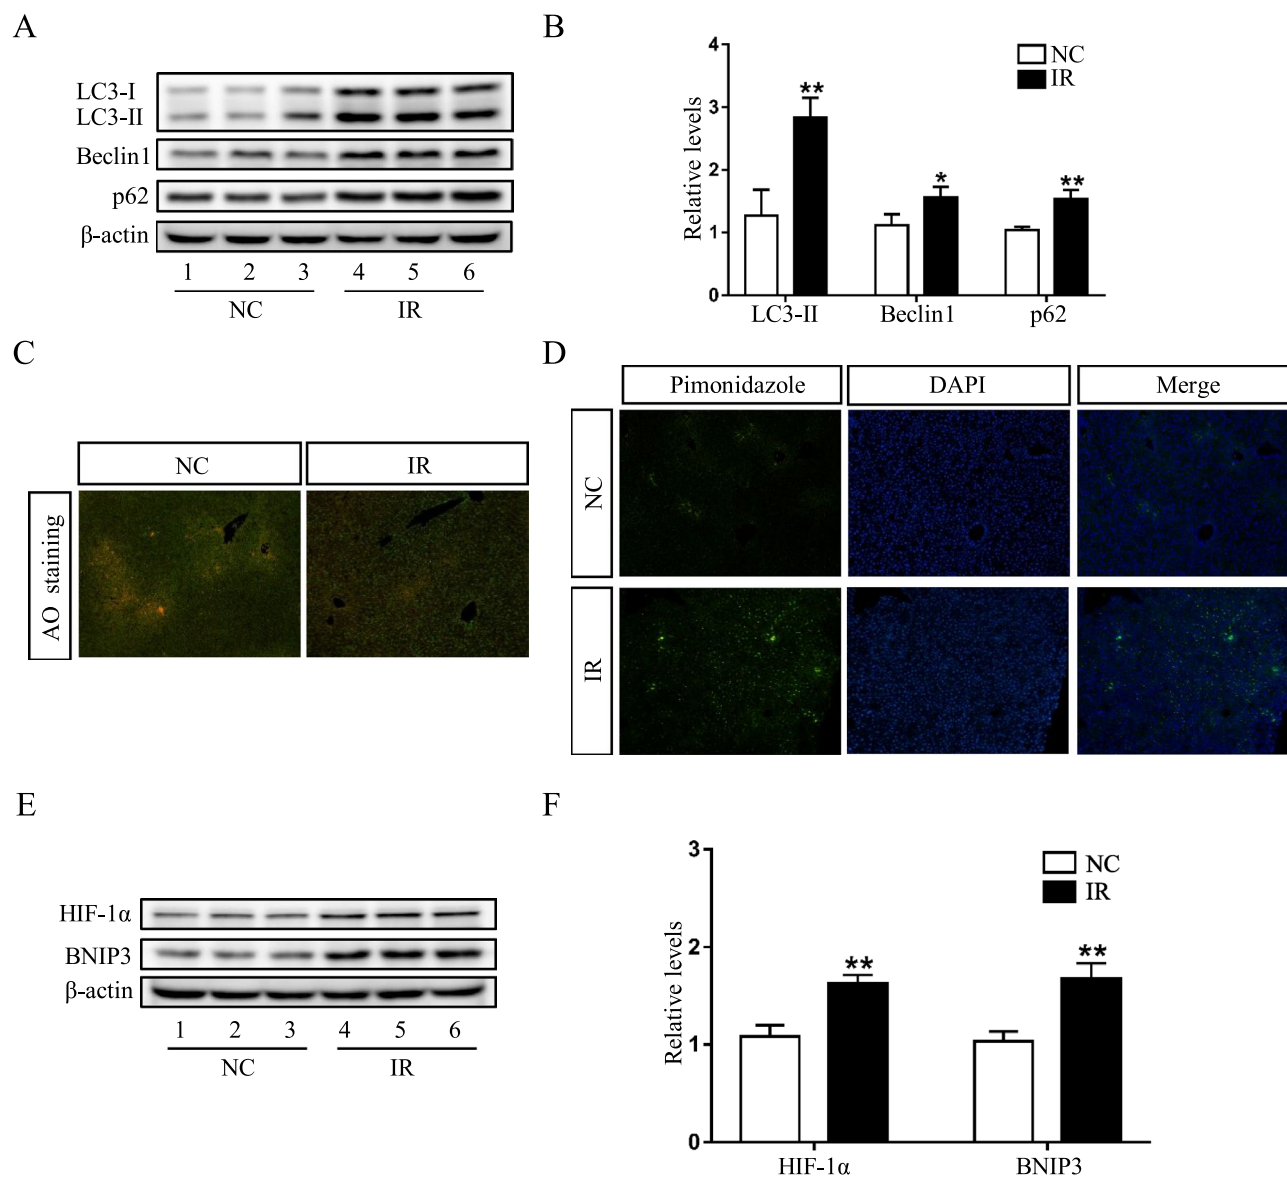 A
LC3-I
LC3-II
Beclin1
p62
β-actin
1 2 3 4 5 6
NC IR
B
4
3
2
1
0
Relative levels
NC
IR
**
*
**
LC3-II Beclin1 p62
C
NC IR
AO staining
D
Pimonidazole DAPI Merge
NC
IR
E
HIF-1α
BNIP3
β-actin
1 2 3 4 5 6
NC IR
F
3
2
1
0
Relative levels
NC
IR
**
**
HIF-1α BNIP3